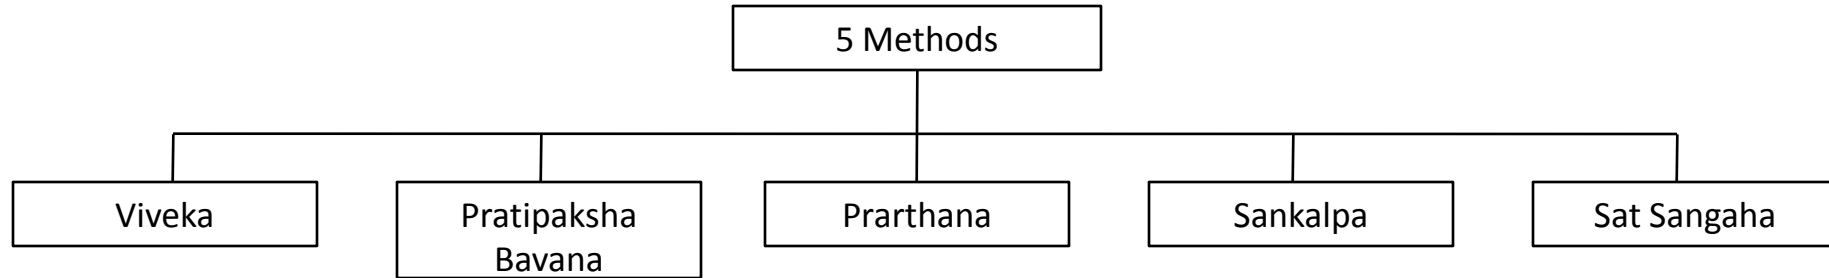 5 Methods
Viveka
Pratipaksha
Bavana
Prarthana
Sankalpa
Sat Sangaha